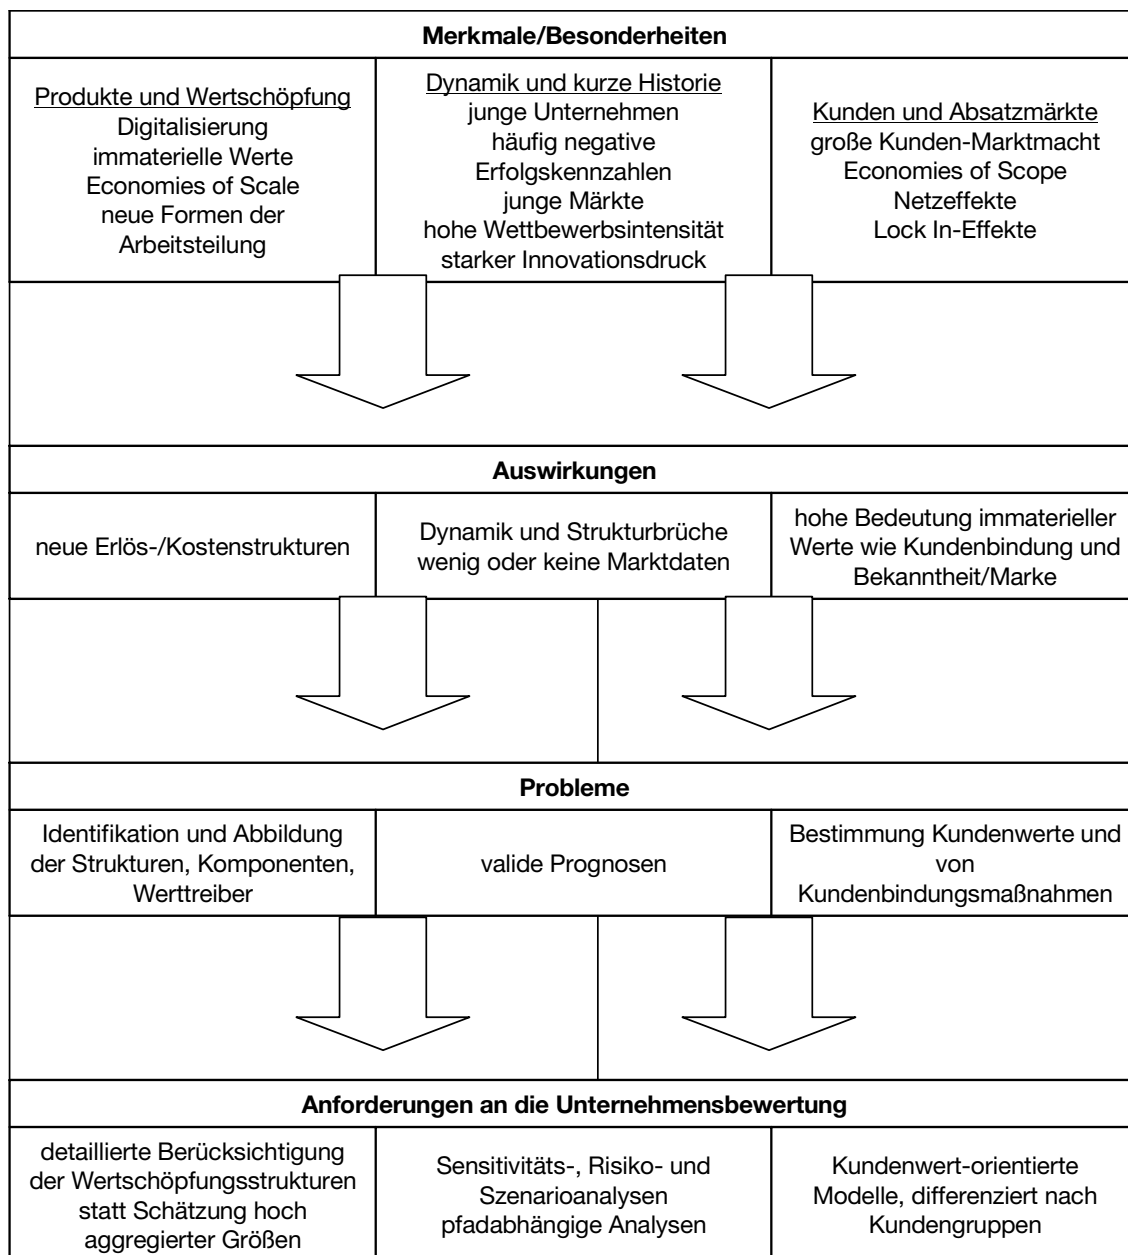 Merkmale/Besonderheiten
Produkte und Wertschöpfung
Digitalisierung
immaterielle Werte
Economies of Scale
neue Formen der
Arbeitsteilung
Dynamik und kurze Historie
junge Unternehmen
häufig negative
Erfolgskennzahlen
junge Märkte
hohe Wettbewerbsintensität
starker Innovationsdruck
Kunden und Absatzmärkte
große Kunden-Marktmacht
Economies of Scope
Netzeffekte
Lock In-Effekte
Auswirkungen
neue Erlös-/Kostenstrukturen
Dynamik und Strukturbrüche
wenig oder keine Marktdaten
hohe Bedeutung immaterieller
Werte wie Kundenbindung und
Bekanntheit/Marke
Probleme
Identifikation und Abbildung
der Strukturen, Komponenten,
Werttreiber
valide Prognosen
Bestimmung Kundenwerte und
von
Kundenbindungsmaßnahmen
Anforderungen an die Unternehmensbewertung
detaillierte Berücksichtigung
der Wertschöpfungsstrukturen
statt Schätzung hoch
aggregierter Größen
Sensitivitäts-, Risiko- und
Szenarioanalysen
pfadabhängige Analysen
Kundenwert-orientierte
Modelle, differenziert nach
Kundengruppen